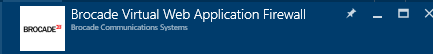 BROCADE
Brocade Virtual Web Application Firewall
Brocade Communications Systems